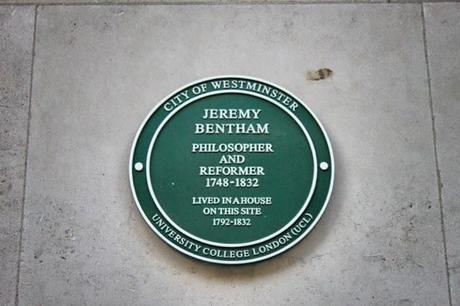 CITY OF WESTMINSTER
JEREMY
BENTHAM
PHILOSOPHER
AND
REFORMER
1748-1832
LIVED IN A HOUSE
ON THIS SITE
1792-1832
UNIVERSITY COLLEGE LONDON (UCL)